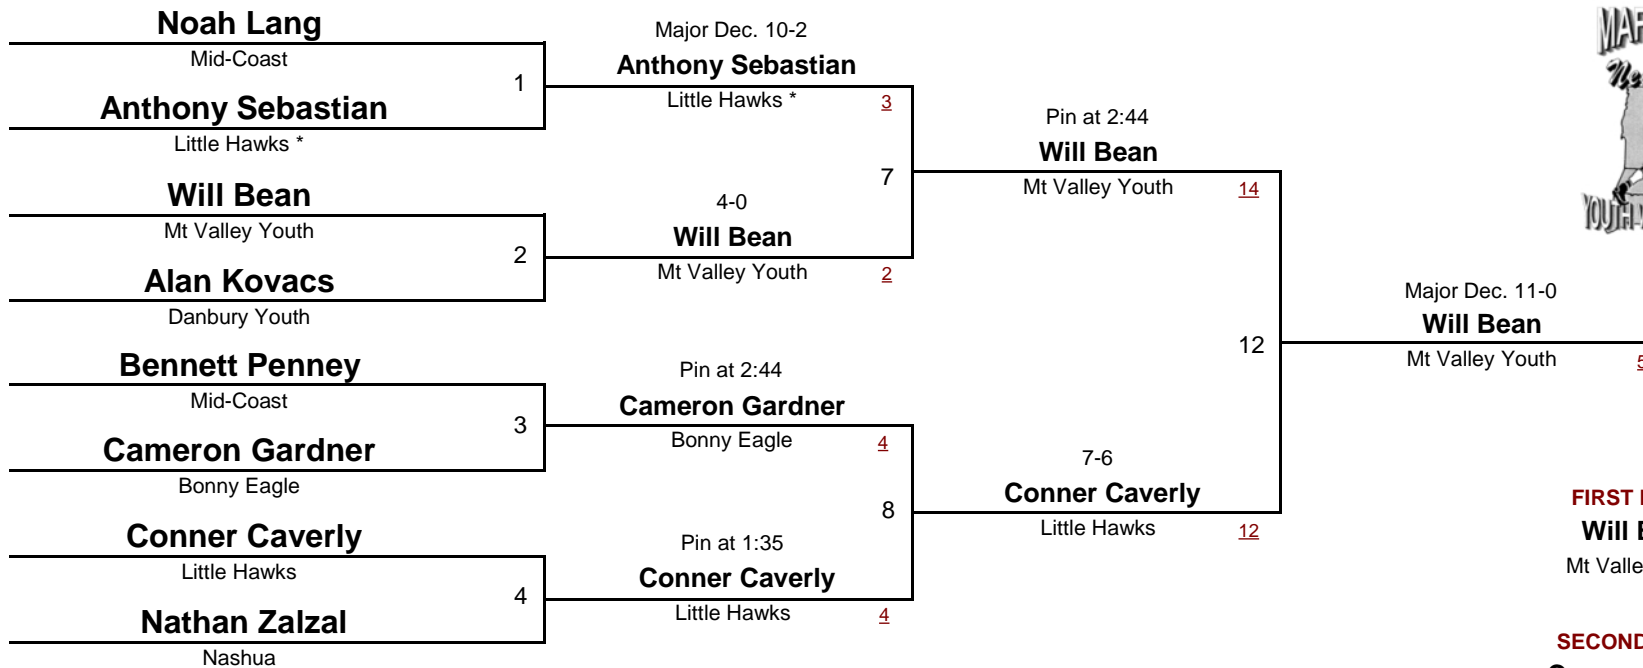 Noah Lang
Mid-Coast
1
Anthony Sebastian
Little Hawks *
Will Bean
Mt Valley Youth
2
Alan Kovacs
Danbury Youth
Bennett Penney
Mid-Coast
3
Cameron Gardner
Bonny Eagle
Conner Caverly
Little Hawks
4
Nathan Zalzal
Nashua
Major Dec. 10-2
Anthony Sebastian
Little Hawks * 3
7
4-0
Will Bean
Mt Valley Youth 2
Pin at 2:44
Cameron Gardner
Bonny Eagle 4
8
Pin at 1:35
Conner Caverly
Little Hawks 4
Pin at 2:44
Will Bean
Mt Valley Youth 14
12
7-6
Conner Caverly
Little Hawks 12
Major Dec. 11-0
Will Bean
Mt Valley Youth 5
YOUTH
FIRST
Will
Mt Valle
SECOND